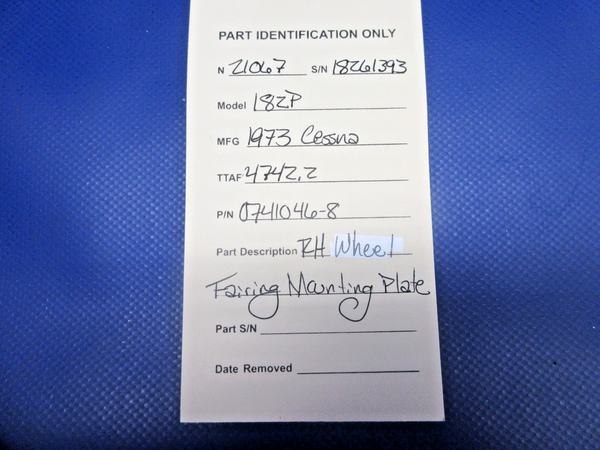 PART IDENTIFICATION ONLY
N 21067 S/N 18261393
Model 182P
MFG 1973 Cessna
TTAF 4742.2
P/N 0741046-8
Part Description RH Wheel
Fairing Mounting Plate
Part S/N
Date Removed